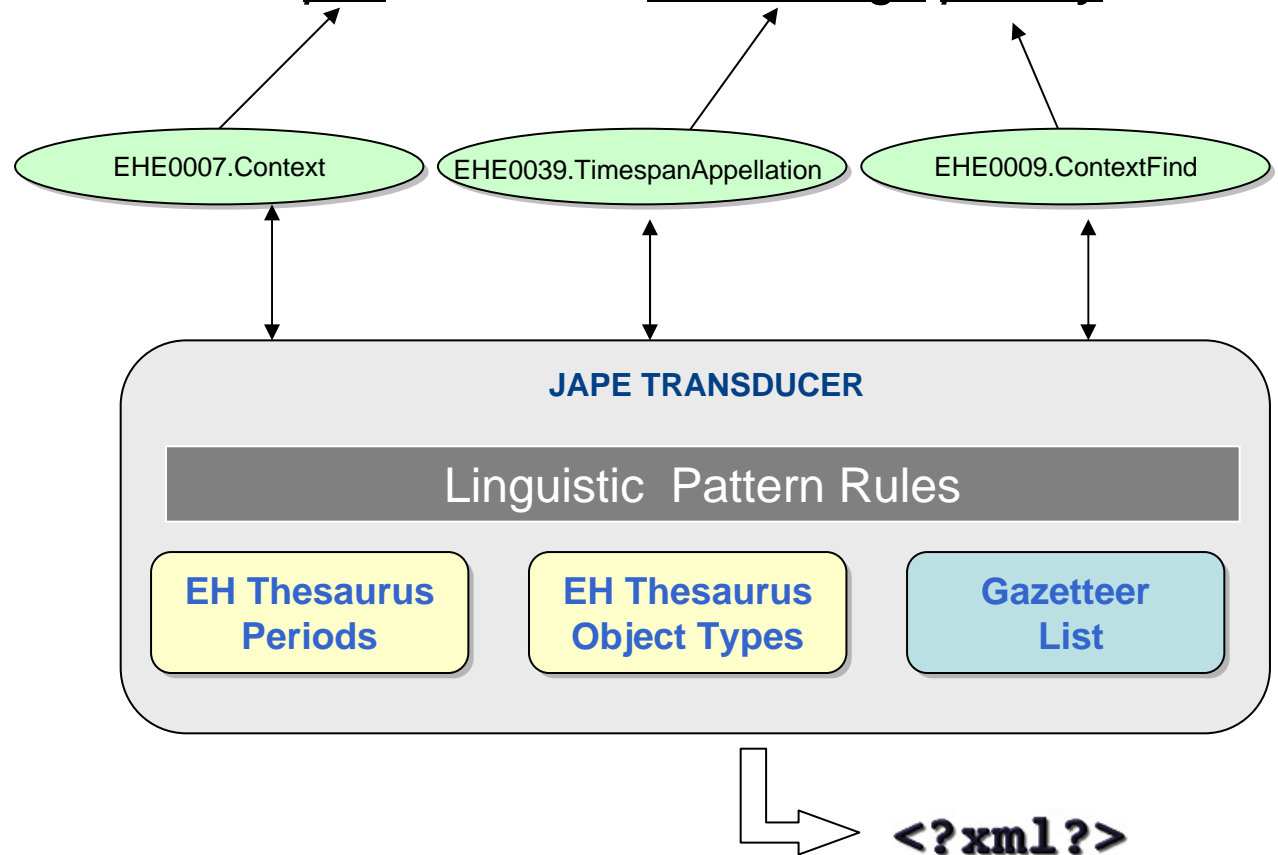 EHE0007.Context
EHE0039.TimespanAppellation
EHE0009.ContextFind
JAPE TRANSDUCER
Linguistic Pattern Rules
EH Thesaurus
Periods
EH Thesaurus
Object Types
Gazetteer
List
<?xml?>